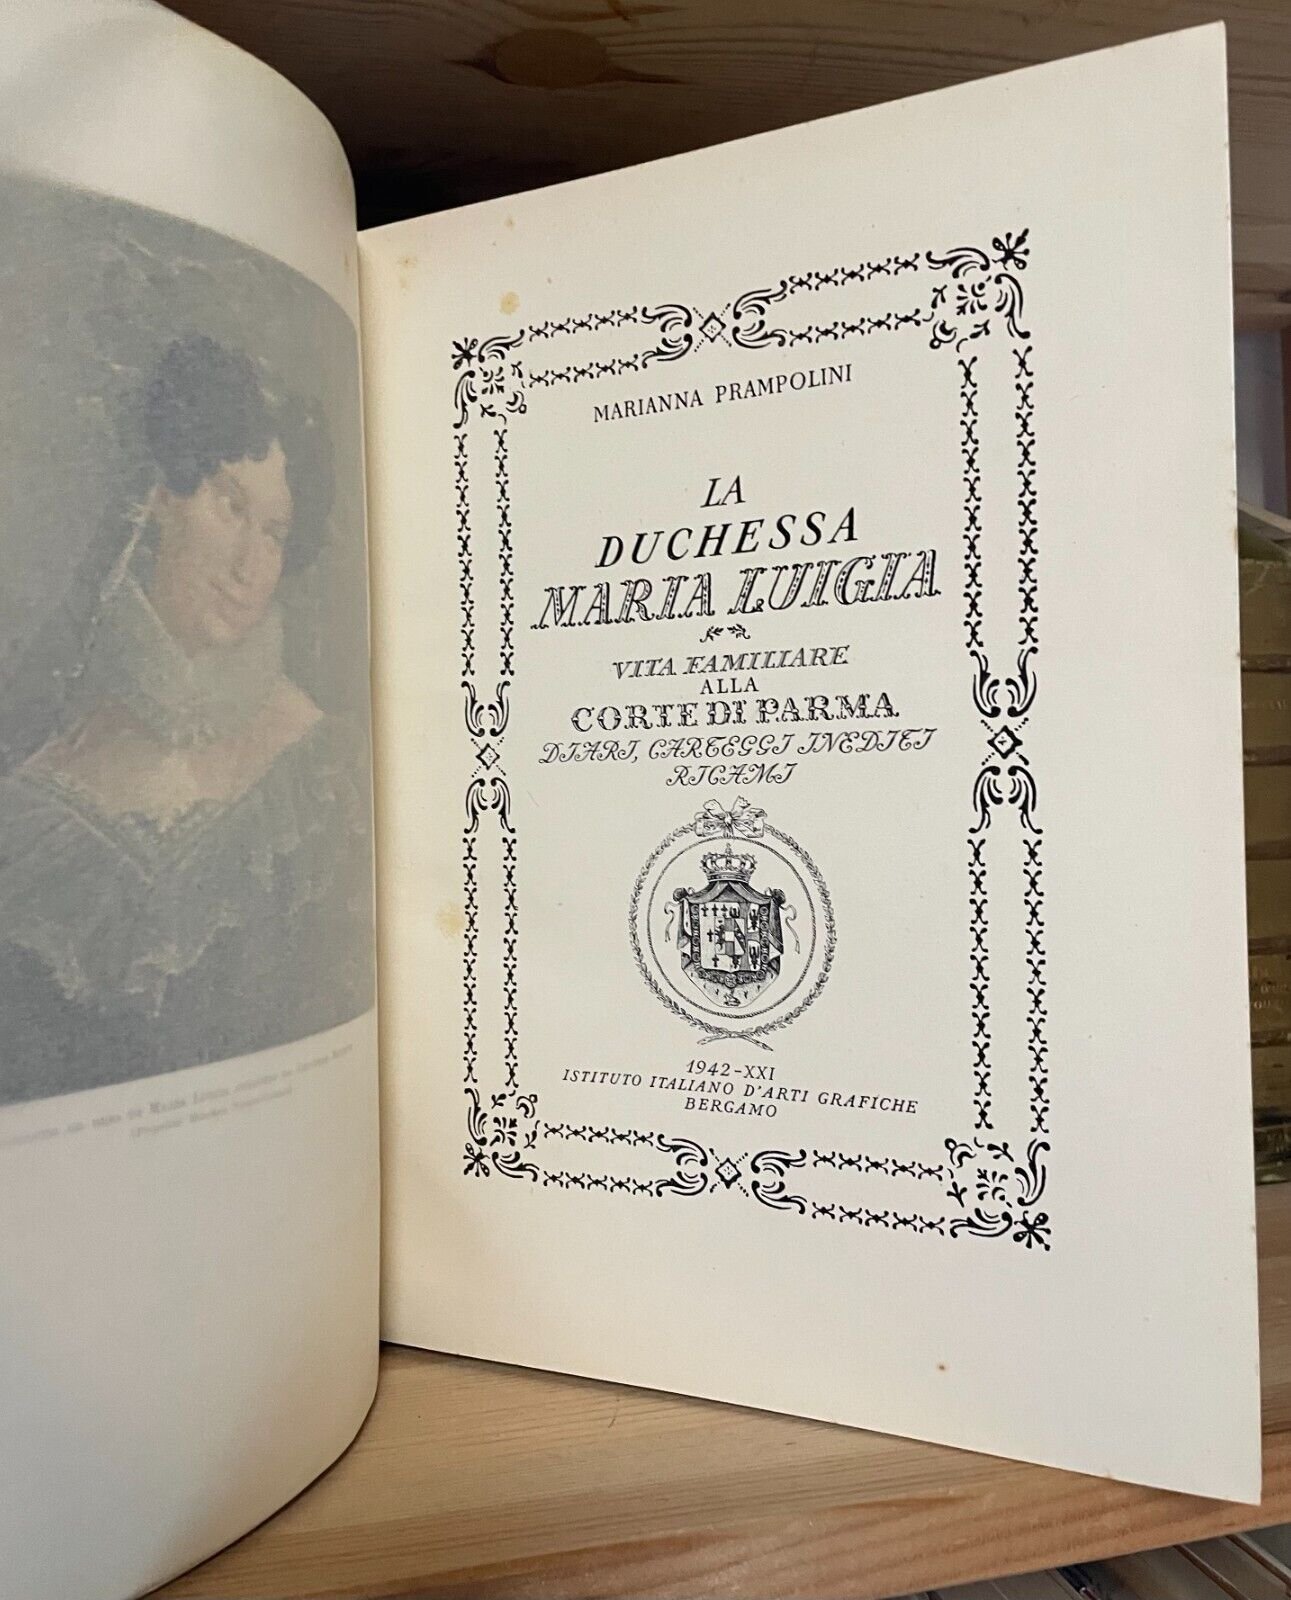 MARIANNA PRAMPOLINI
LA
DUCHESSA
MARIA LUIGIA
VITA FAMILIARE
ALLA
CORTE DI PARMA
DIARI, CARTEGGI INEDITI
RICAMI
1942-XXI
ISTITUTO ITALIANO D'ARTI GRAFICHE
BERGAMO